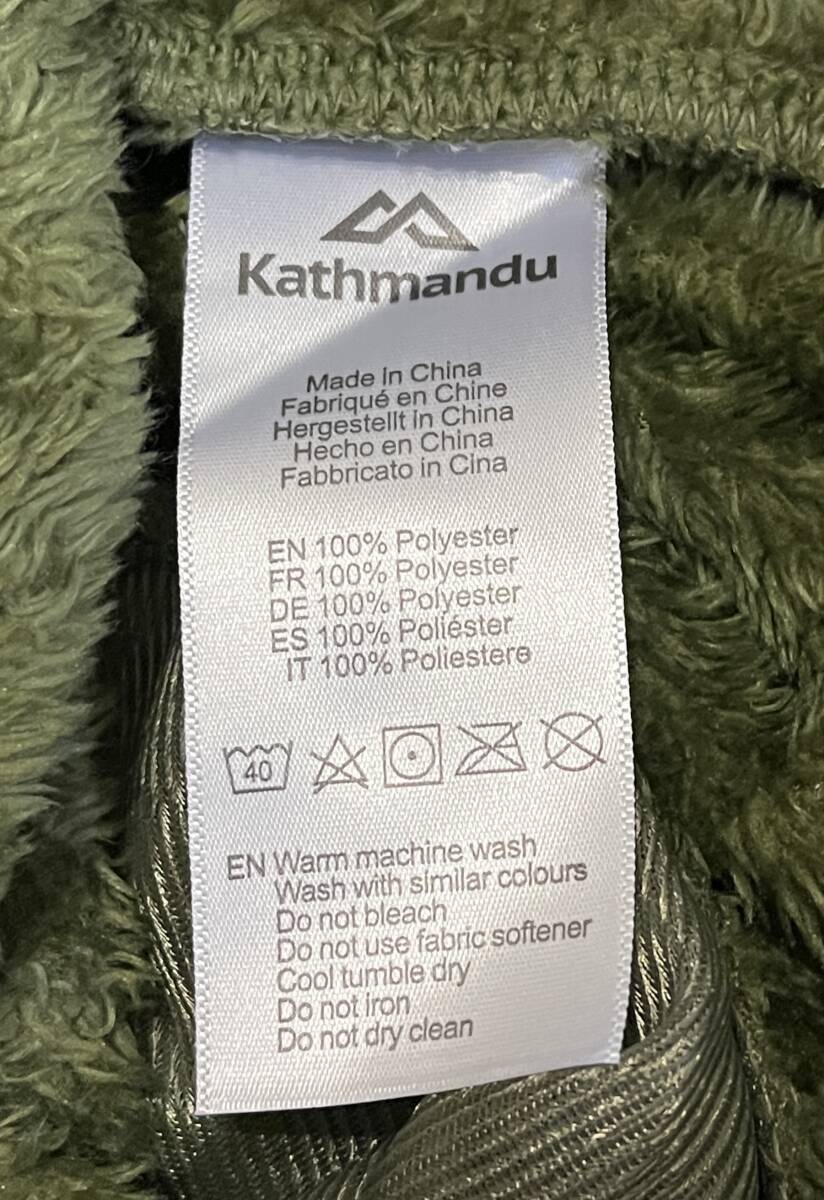 Kathmandu
Made in China
Fabriqué en Chine
Hergestellt in China
Hecho en China
Fabbricato in Cina
EN 100% Polyester
FR 100% Polyester
DE 100% Polyester
ES 100% Poliéster
IT 100% Poliestere
40
EN Warm machine wash
Wash with similar colours
Do not bleach
Do not use fabric softener
Cool tumble dry
Do not iron
Do not dry clean